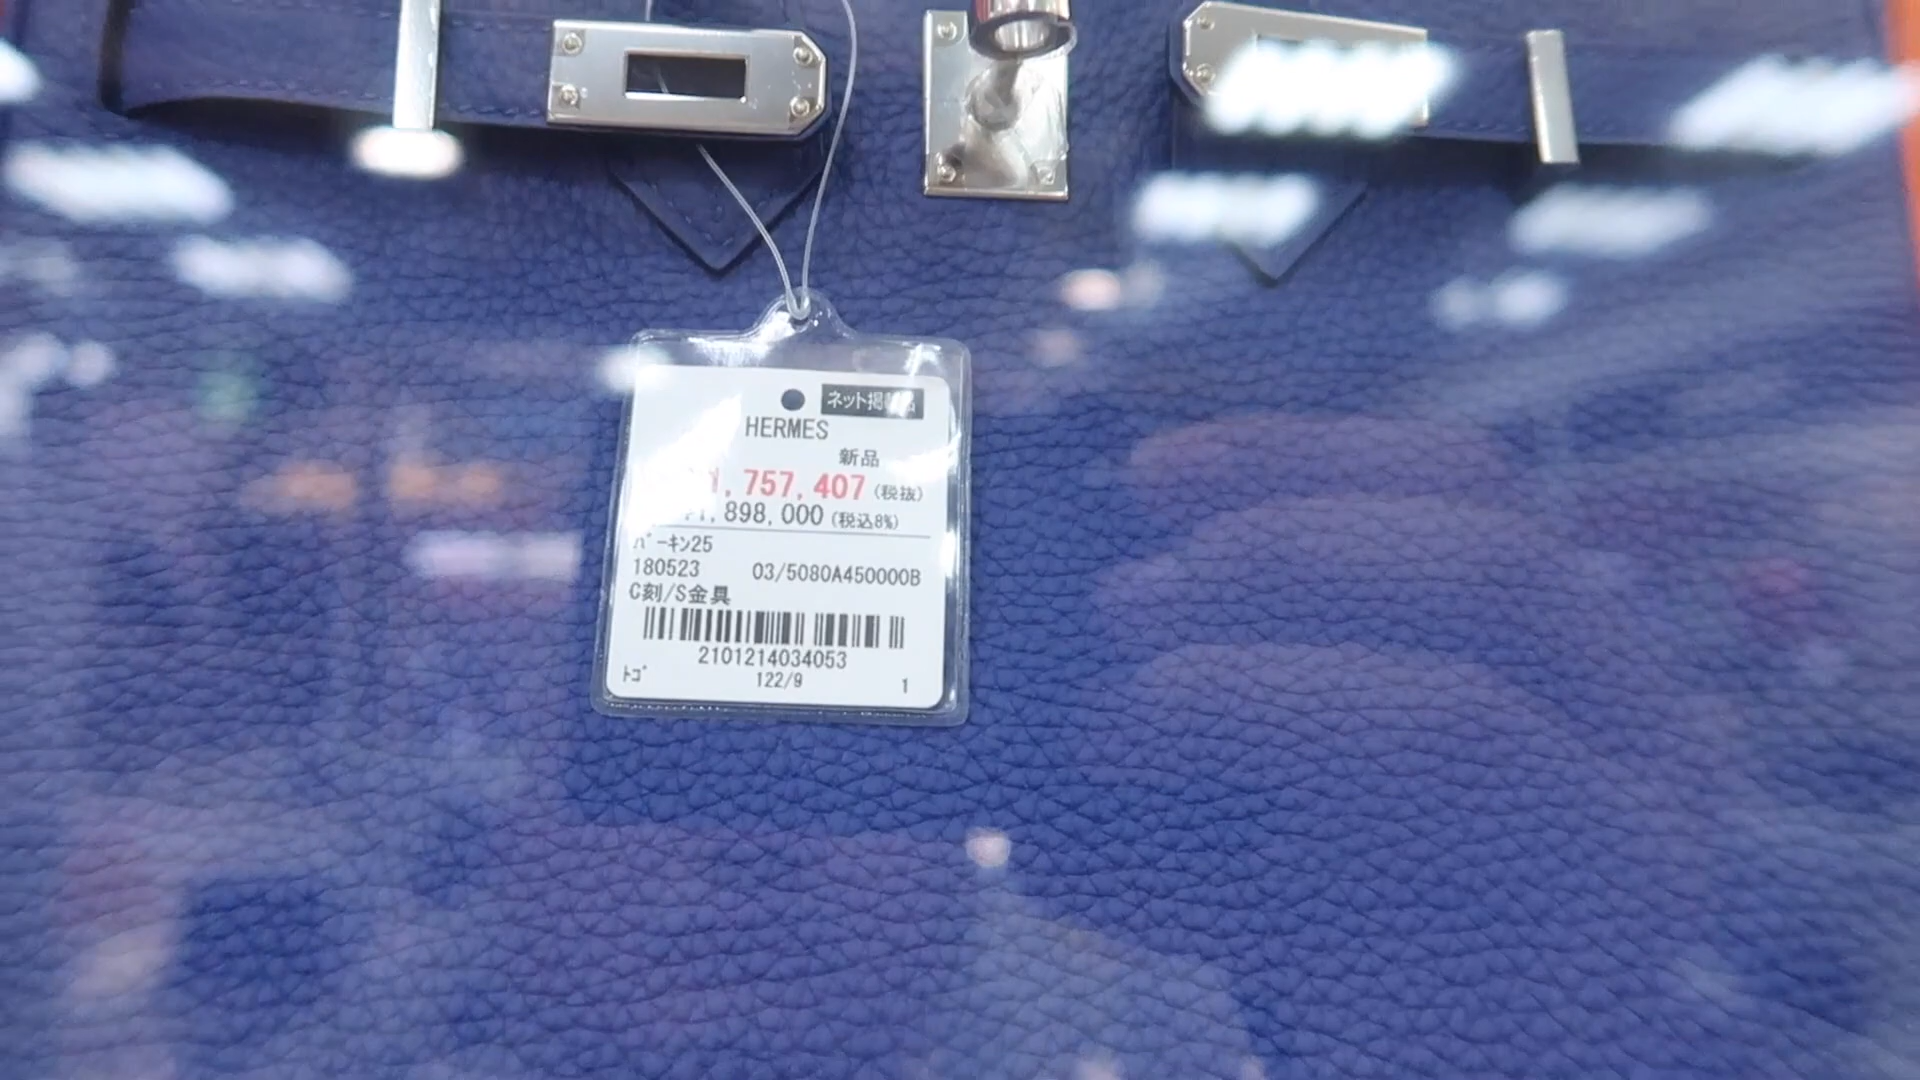 ネット掲載品
HERMES
新品
1,757,407(税抜)
¥1,898,000(税込8%)
ﾊﾞｰｷﾝ25
180523 03/5080A450000B
C刻/S金具
2101214034053
ﾄｺﾞ 122/9 1